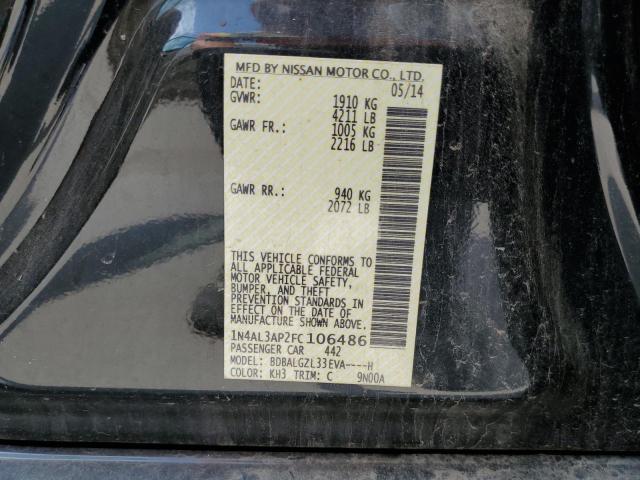 MFD BY NISSAN MOTOR CO., LTD.
DATE: 05/14
GVWR: 1910 KG
4211 LB
GAWR FR.: 1005 KG
2216 LB
GAWR RR.: 940 KG
2072 LB
THIS VEHICLE CONFORMS TO
ALL APPLICABLE FEDERAL
MOTOR VEHICLE SAFETY,
BUMPER, AND THEFT
PREVENTION STANDARDS IN
EFFECT ON THE DATE OF
MANUFACTURE SHOWN ABOVE.
1N4AL3AP2FC106486
PASSENGER CAR 442
MODEL: BDBALGZL33EVA----H
COLOR: KH3 TRIM: C 9N00A